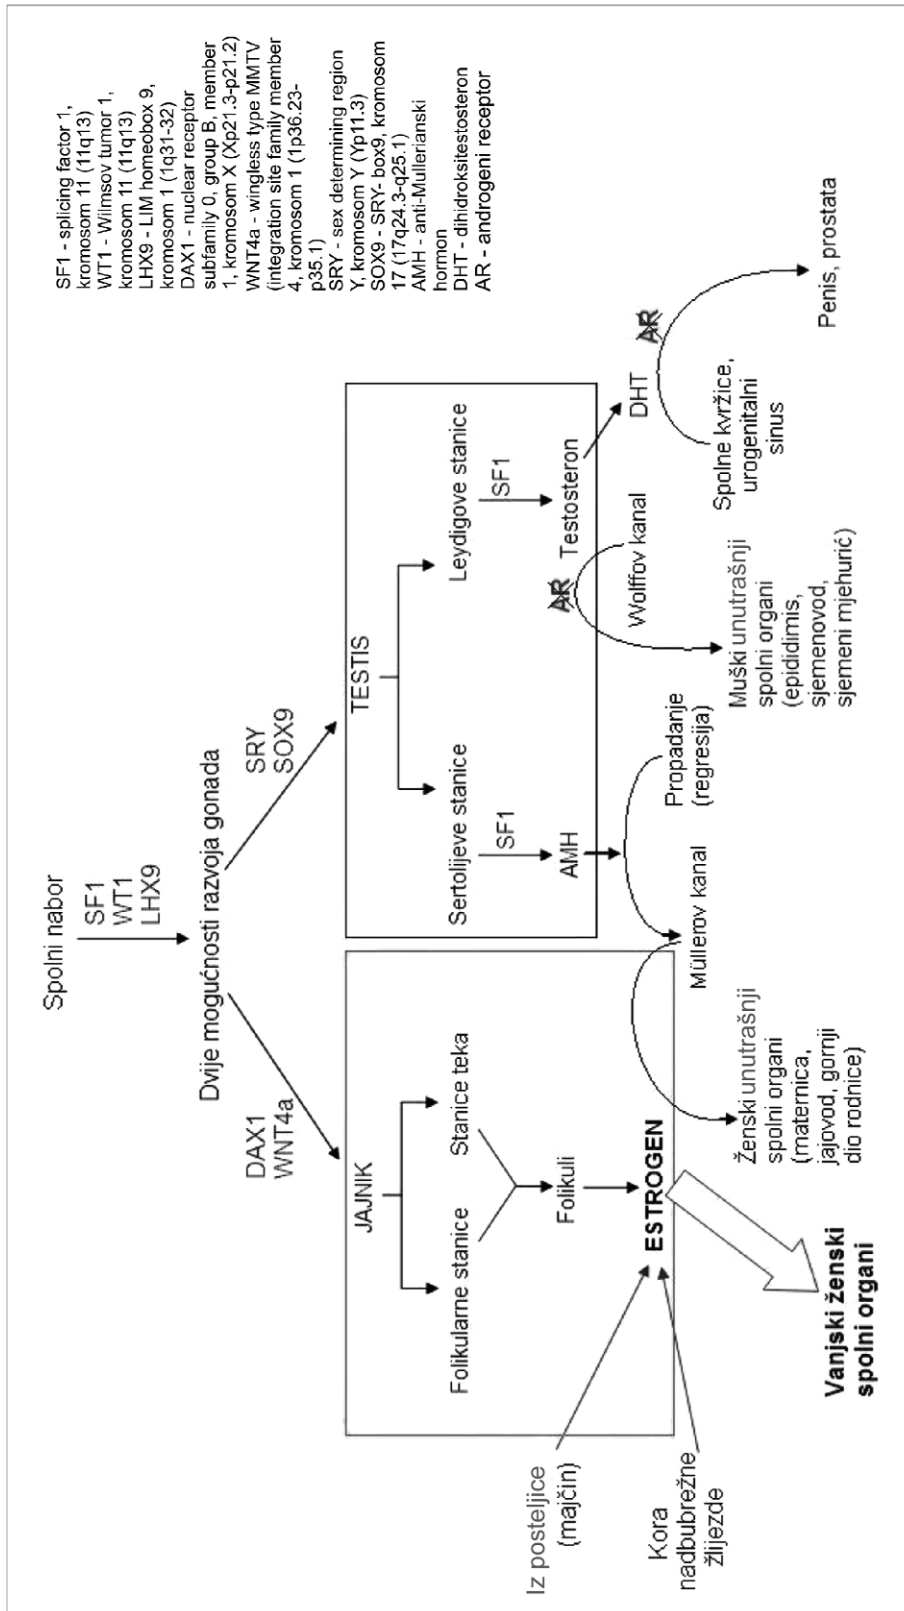 Spolni nabor
SF1
WT1
LHX9
Dvije mogućnosti razvoja gonada
DAX1
WNT4a
SRY
SOX9
JAJNIK
Folikularne stanice
Stanice teka
Folikuli
ESTROGEN
Iz posteljice
(majčin)
Kora
nadbubrežne
žlijezde
Vanjski ženski
spolni organi
TESTIS
Sertolijeve stanice
Leydigove stanice
SF1
SF1
AMH
Testosteron
AR
Propadanje
(regresija)
Müllerov kanal
Ženski unutrašnji
spolni organi
(maternica,
jajovod, gornji
dio rodnice)
Wolffov kanal
Muški unutrašnji
spolni organi
(epididimis,
sjemenovod,
sjemeni mjehurić)
DHT
AR
Spolne kvržice,
urogenitalni
sinus
Penis, prostata
SF1 - splicing factor 1,
kromosom 11 (11q13)
WT1 - Wilmsov tumor 1,
kromosom 11 (11q13)
LHX9 - LIM homeobox 9,
kromosom 1 (1q31-32)
DAX1 - nuclear receptor
subfamily 0, group B, member
1, kromosom X (Xp21.3-p21.2)
WNT4a - wingless type MMTV
(integration site family member
4, kromosom 1 (1p36.23-
p35.1)
SRY - sex determining region
Y, kromosom Y (Yp11.3)
SOX9 - SRY- box9, kromosom
17 (17q24.3-q25.1)
AMH - anti-Mullerianski
hormon
DHT - dihidroksitestosteron
AR - androgeni receptor